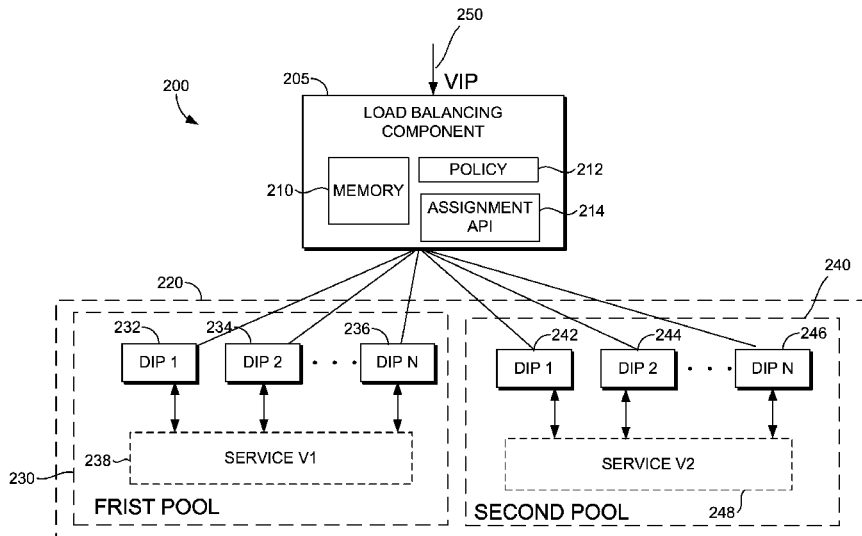 250
VIP
205
200
LOAD BALANCING
COMPONENT
210
MEMORY
POLICY
212
ASSIGNMENT
API
214
220
240
232
234
236
242
244
246
DIP 1
DIP 2
• • •
DIP N
DIP 1
DIP 2
• • •
DIP N
238
SERVICE V1
SERVICE V2
230
FRIST POOL
SECOND POOL
248